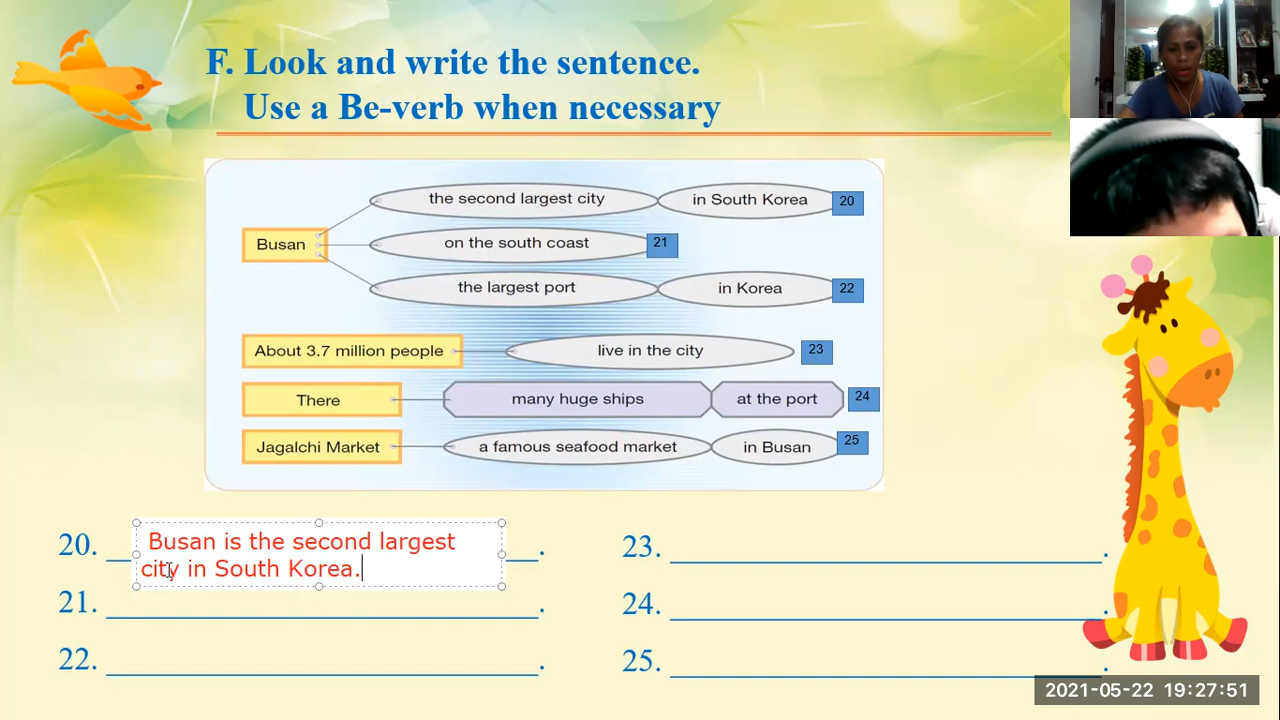 F. Look and write the sentence.
Use a Be-verb when necessary
the second largest city in South Korea 20
Busan on the south coast 21
the largest port in Korea 22
About 3.7 million people live in the city 23
There many huge ships at the port 24
Jagalchi Market a famous seafood market in Busan 25
20. Busan is the second largest
city in South Korea. .
21. .
22. .
23. .
24. .
25. .
2021-05-22 19:27:51